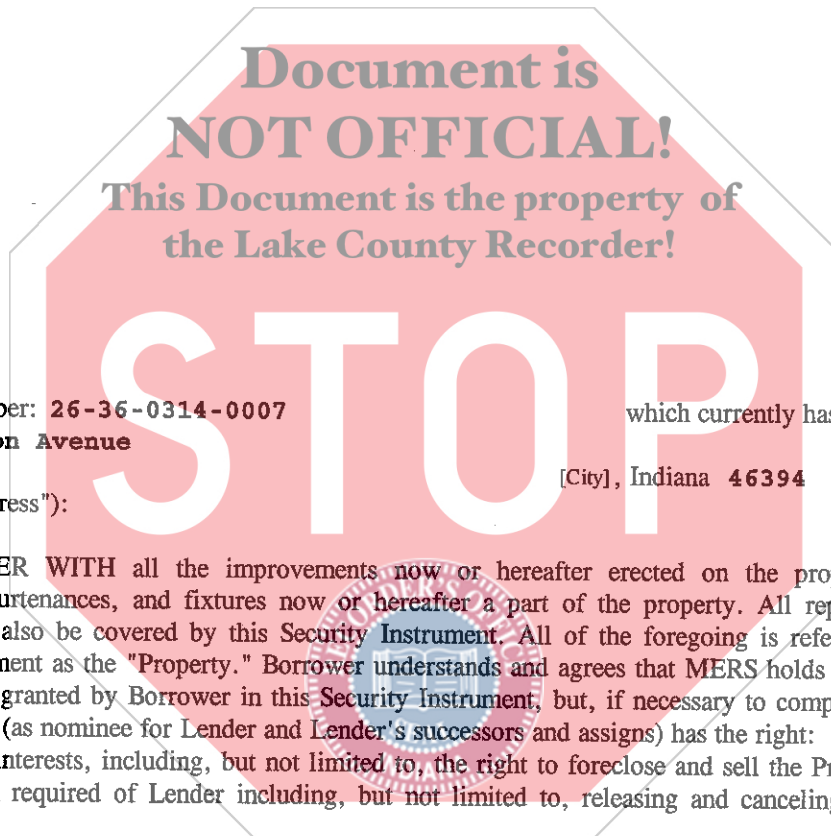 Document is
NOT OFFICIAL!
This Document is the property of
the Lake County Recorder!
STOP
ber: 26-36-0314-0007 which currently has
on Avenue
[City], Indiana 46394
ress"):
ER WITH all the improvements now or hereafter erected on the pro
urtenances, and fixtures now or hereafter a part of the property. All rep
also be covered by this Security Instrument. All of the foregoing is refe
ment as the "Property." Borrower understands and agrees that MERS holds
granted by Borrower in this Security Instrument, but, if necessary to comp
(as nominee for Lender and Lender's successors and assigns) has the right:
nterests, including, but not limited to, the right to foreclose and sell the Pr
required of Lender including, but not limited to, releasing and canceling